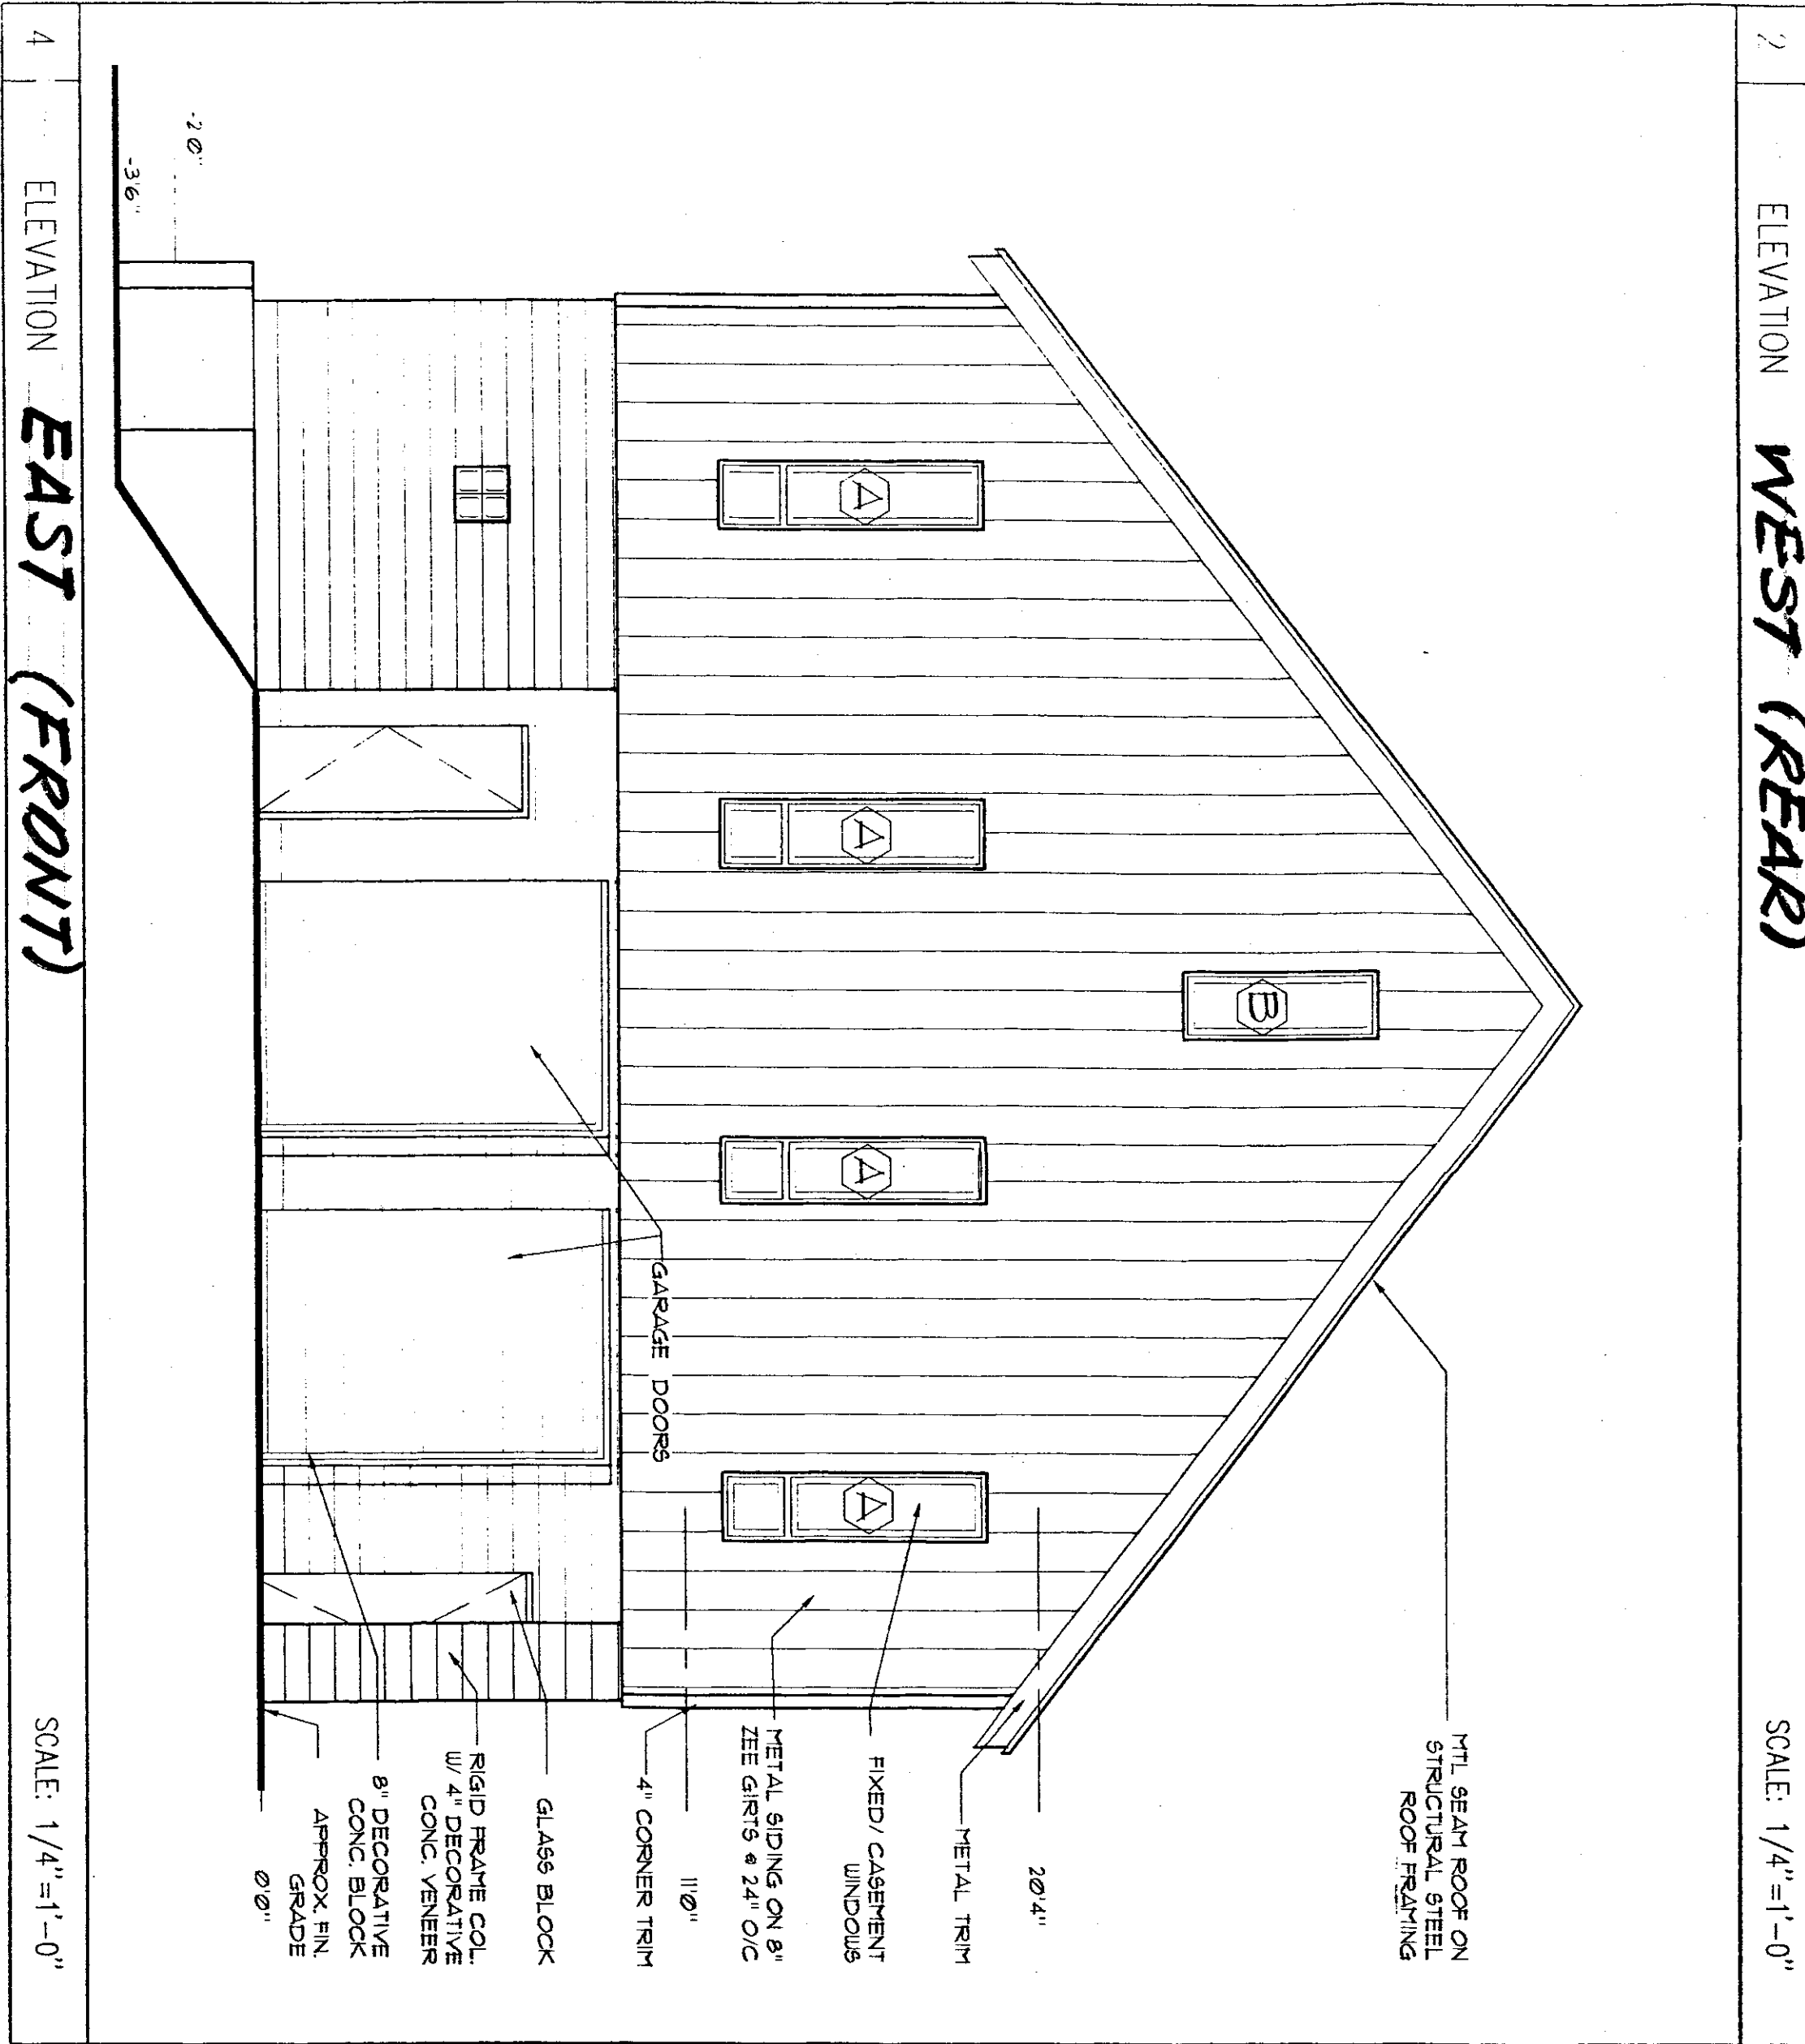 2 ELEVATION WEST (REAR) SCALE: 1/4"=1'-0"
MTL SEAM ROOF ON
STRUCTURAL STEEL
ROOF FRAMING
20'4"
METAL TRIM
FIXED/ CASEMENT
WINDOWS
METAL SIDING ON 8"
ZEE GIRTS @ 24" O/C
11'0"
4" CORNER TRIM
GLASS BLOCK
RIGID FRAME COL.
W/ 4" DECORATIVE
CONC. VENEER
8" DECORATIVE
CONC. BLOCK
APPROX. FIN.
GRADE
0'0"
B
A
A
A
A
GARAGE DOORS
-2'0"
-3'6"
4 ELEVATION EAST (FRONT) SCALE: 1/4"=1'-0"